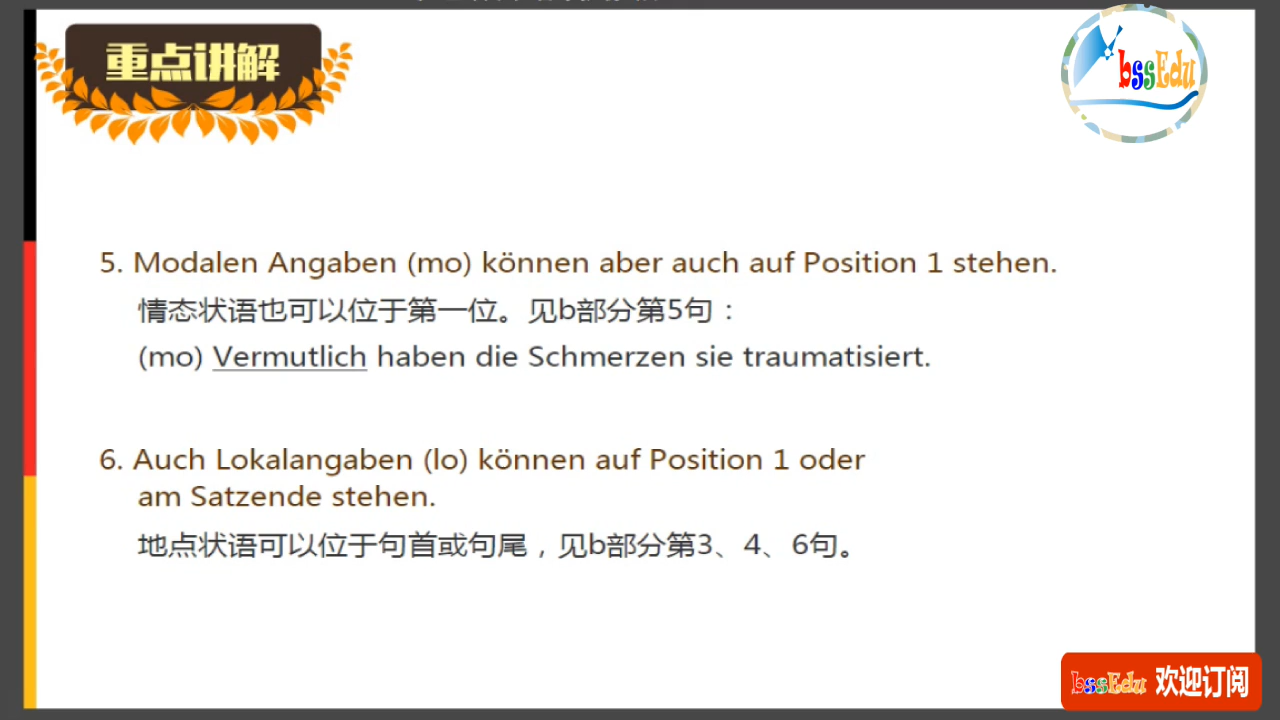 重点讲解
bssEdu
5. Modalen Angaben (mo) können aber auch auf Position 1 stehen.
情态状语也可以位于第一位。见b部分第5句：
(mo) Vermutlich haben die Schmerzen sie traumatisiert.
6. Auch Lokalangaben (lo) können auf Position 1 oder
am Satzende stehen.
地点状语可以位于句首或句尾，见b部分第3、4、6句。
bssEdu 欢迎订阅